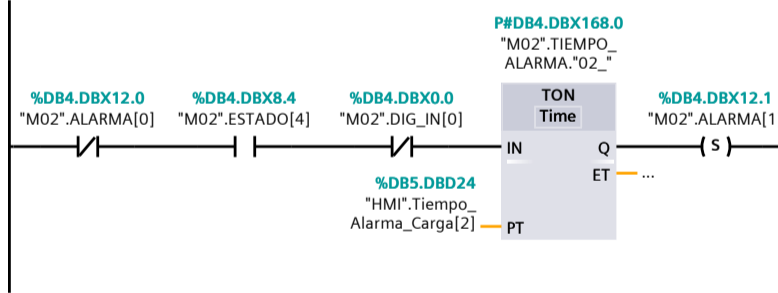 P#DB4.DBX168.0
"M02".TIEMPO_
ALARMA."02_"
%DB4.DBX12.0
"M02".ALARMA[0]
%DB4.DBX8.4
"M02".ESTADO[4]
%DB4.DBX0.0
"M02".DIG_IN[0]
TON
Time
%DB4.DBX12.1
"M02".ALARMA[1
IN
Q
S
ET
...
%DB5.DBD24
"HMI".Tiempo_
Alarma_Carga[2]
PT